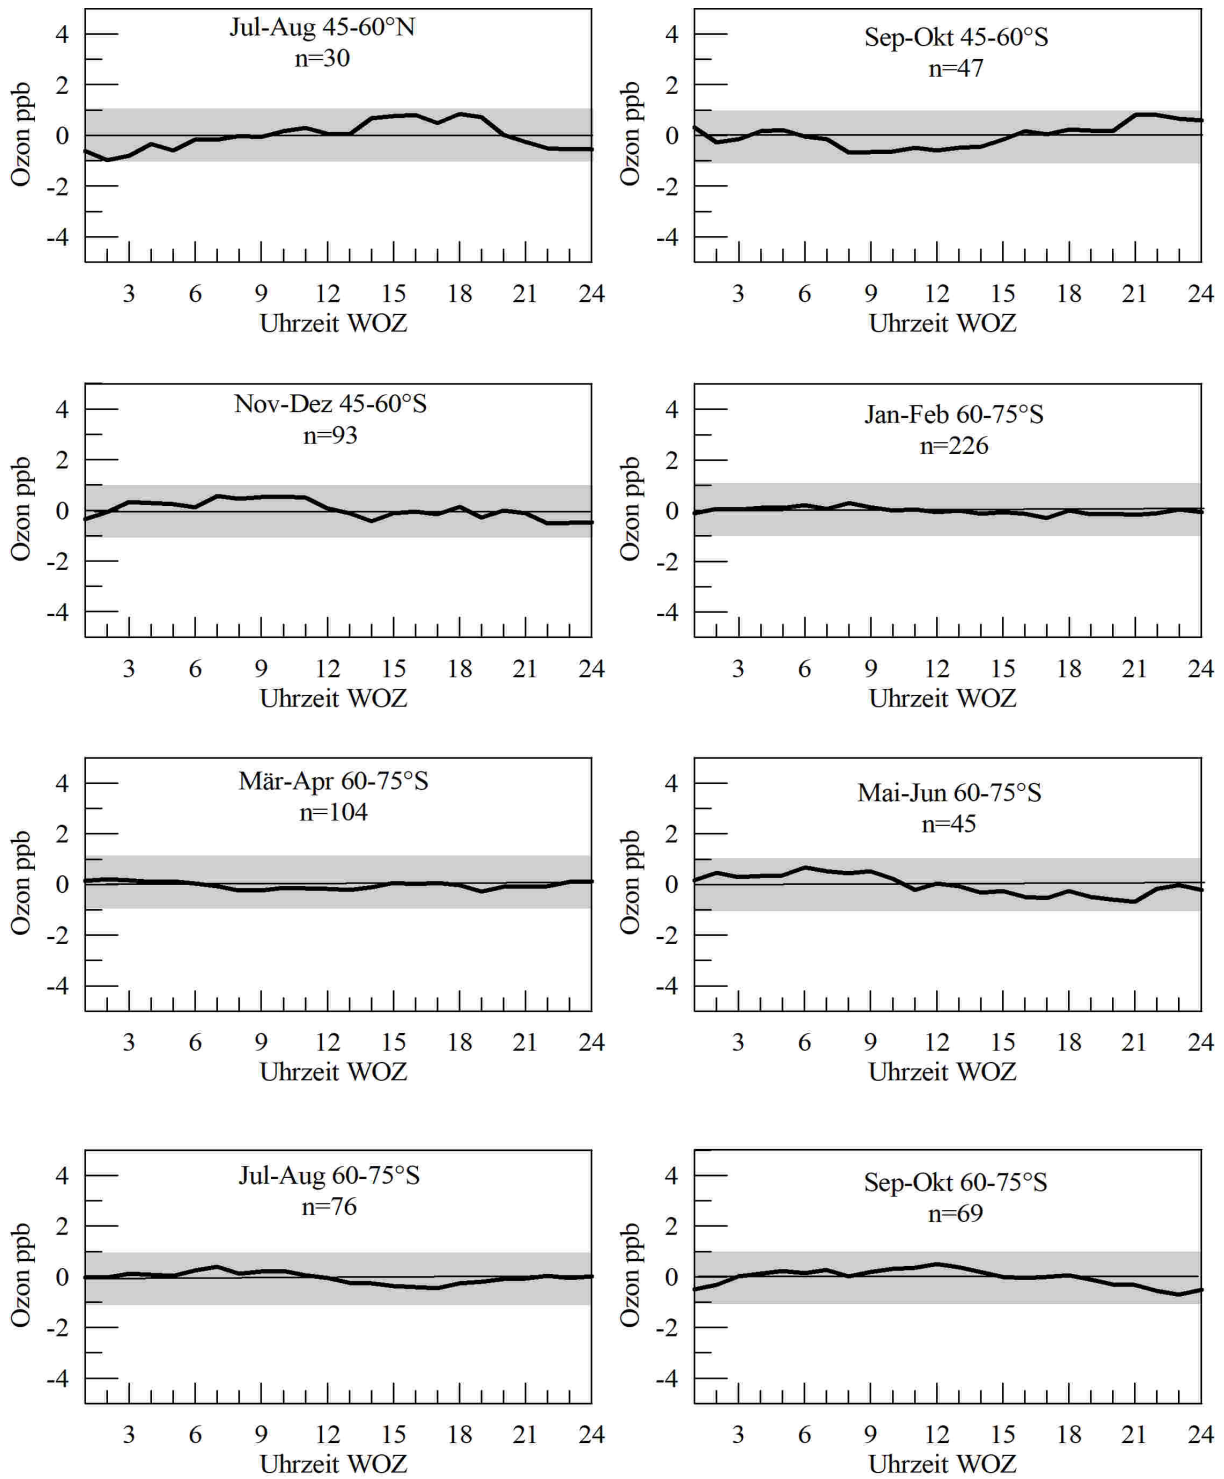 Jul-Aug 45-60°N
n=30
Ozon ppb
4
2
0
-2
-4
3 6 9 12 15 18 21 24
Uhrzeit WOZ
Sep-Okt 45-60°S
n=47
Ozon ppb
4
2
0
-2
-4
3 6 9 12 15 18 21 24
Uhrzeit WOZ
Nov-Dez 45-60°S
n=93
Ozon ppb
4
2
0
-2
-4
3 6 9 12 15 18 21 24
Uhrzeit WOZ
Jan-Feb 60-75°S
n=226
Ozon ppb
4
2
0
-2
-4
3 6 9 12 15 18 21 24
Uhrzeit WOZ
Mär-Apr 60-75°S
n=104
Ozon ppb
4
2
0
-2
-4
3 6 9 12 15 18 21 24
Uhrzeit WOZ
Mai-Jun 60-75°S
n=45
Ozon ppb
4
2
0
-2
-4
3 6 9 12 15 18 21 24
Uhrzeit WOZ
Jul-Aug 60-75°S
n=76
Ozon ppb
4
2
0
-2
-4
3 6 9 12 15 18 21 24
Uhrzeit WOZ
Sep-Okt 60-75°S
n=69
Ozon ppb
4
2
0
-2
-4
3 6 9 12 15 18 21 24
Uhrzeit WOZ